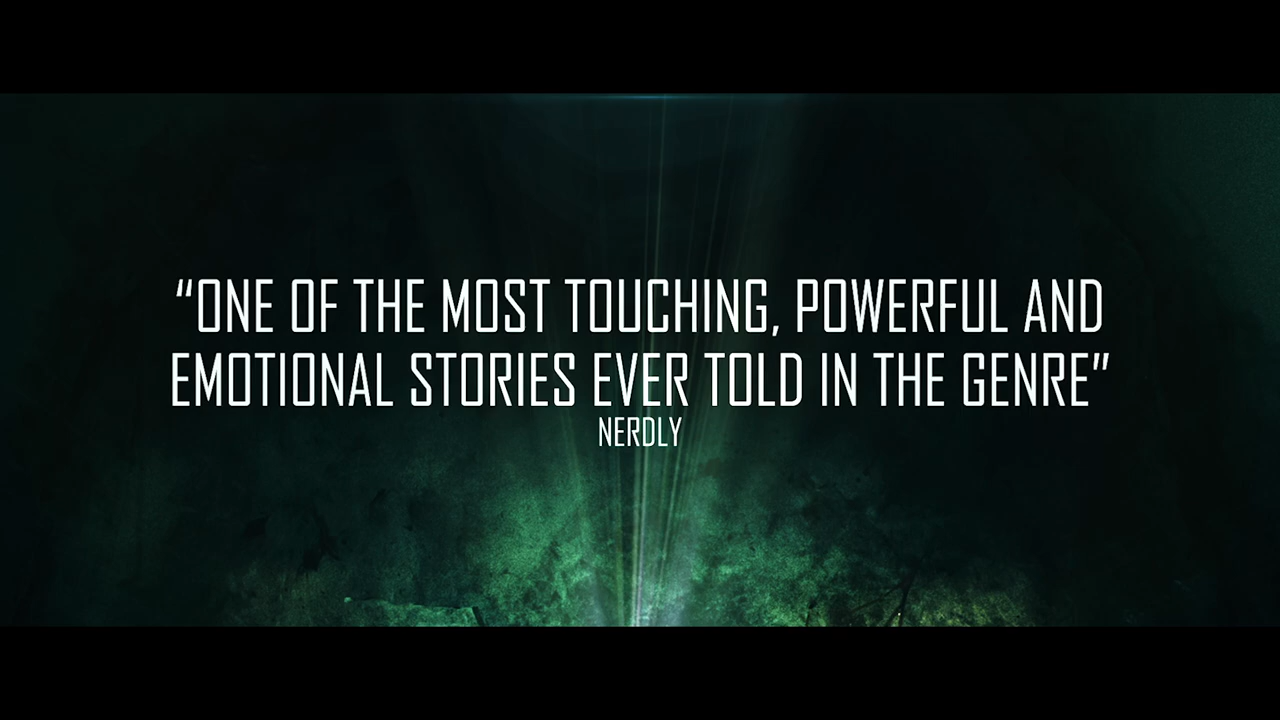 “ONE OF THE MOST TOUCHING, POWERFUL AND
EMOTIONAL STORIES EVER TOLD IN THE GENRE”
NERDLY